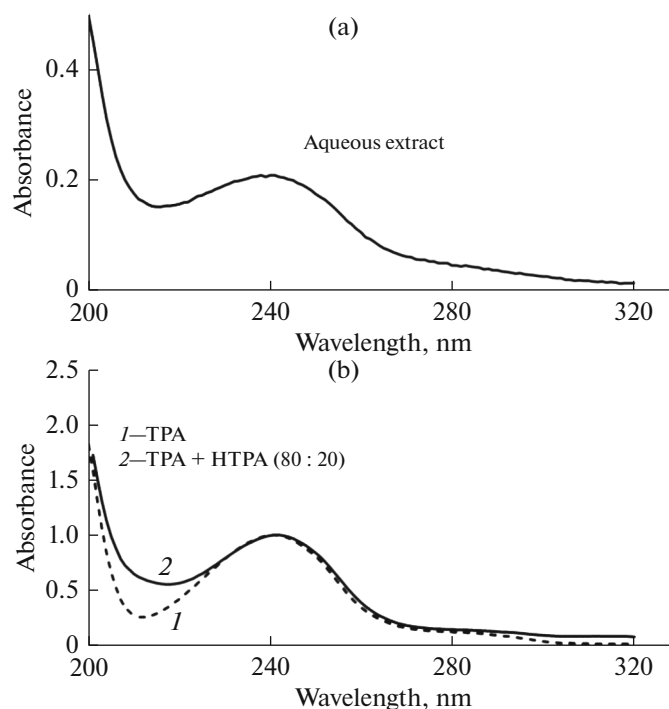 (a)
Absorbance
0.4
0.2
0
Aqueous extract
200 240 280 320
Wavelength, nm
(b)
Absorbance
2.5
2.0
1.5
1.0
0.5
0
1—TPA
2—TPA + HTPA (80 : 20)
2
1
200 240 280 320
Wavelength, nm